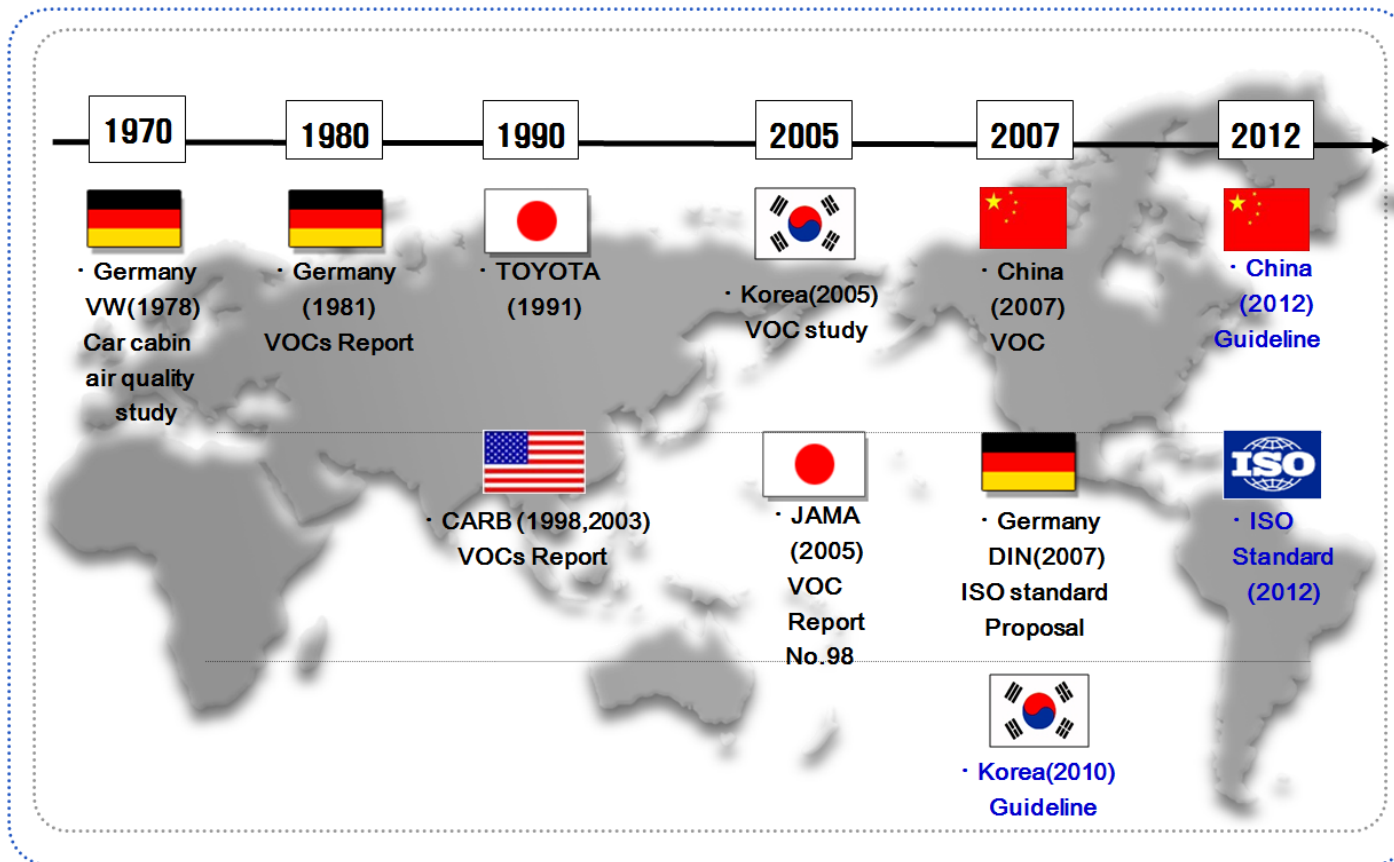 1970
1980
1990
2005
2007
2012
· Germany
VW(1978)
Car cabin
air quality
study
· Germany
(1981)
VOCs Report
· TOYOTA
(1991)
· Korea(2005)
VOC study
· China
(2007)
VOC
· China
(2012)
Guideline
· CARB (1998,2003)
VOCs Report
· JAMA
(2005)
VOC
Report
No.98
· Germany
DIN(2007)
ISO standard
Proposal
ISO
· ISO
Standard
(2012)
· Korea(2010)
Guideline